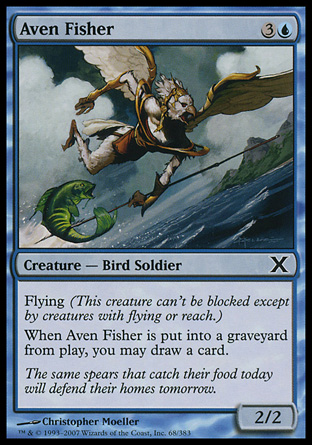 Aven Fisher 3
Creature — Bird Soldier X
Flying (This creature can't be blocked except
by creatures with flying or reach.)
When Aven Fisher is put into a graveyard
from play, you may draw a card.
The same spears that catch their food today
will defend their homes tomorrow.
Christopher Moeller
™ & © 1993–2007 Wizards of the Coast, Inc. 68/383
2/2